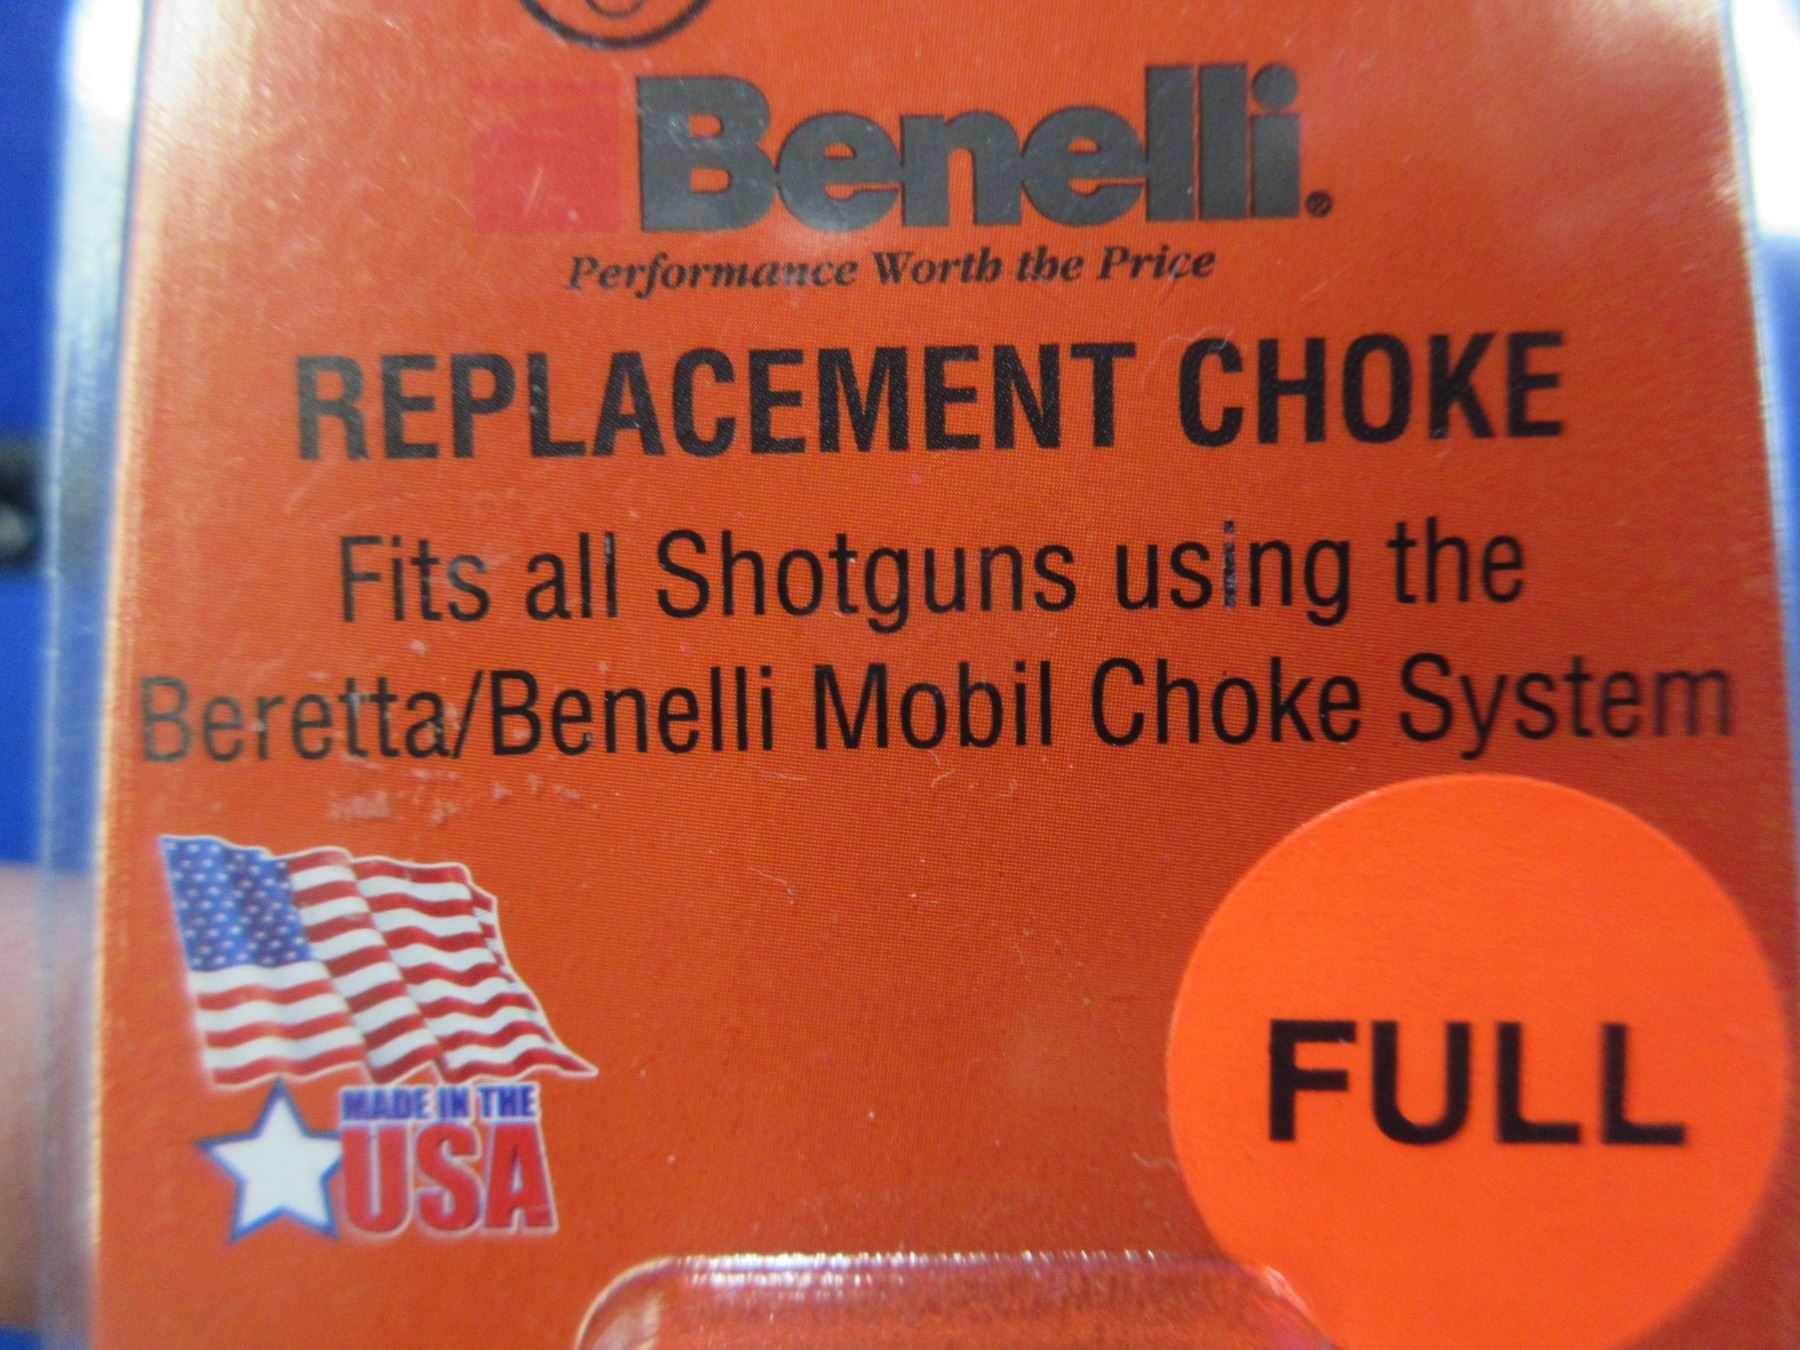 Benelli®
Performance Worth the Price
REPLACEMENT CHOKE
Fits all Shotguns using the
Beretta/Benelli Mobil Choke System
MADE IN THE
USA
FULL